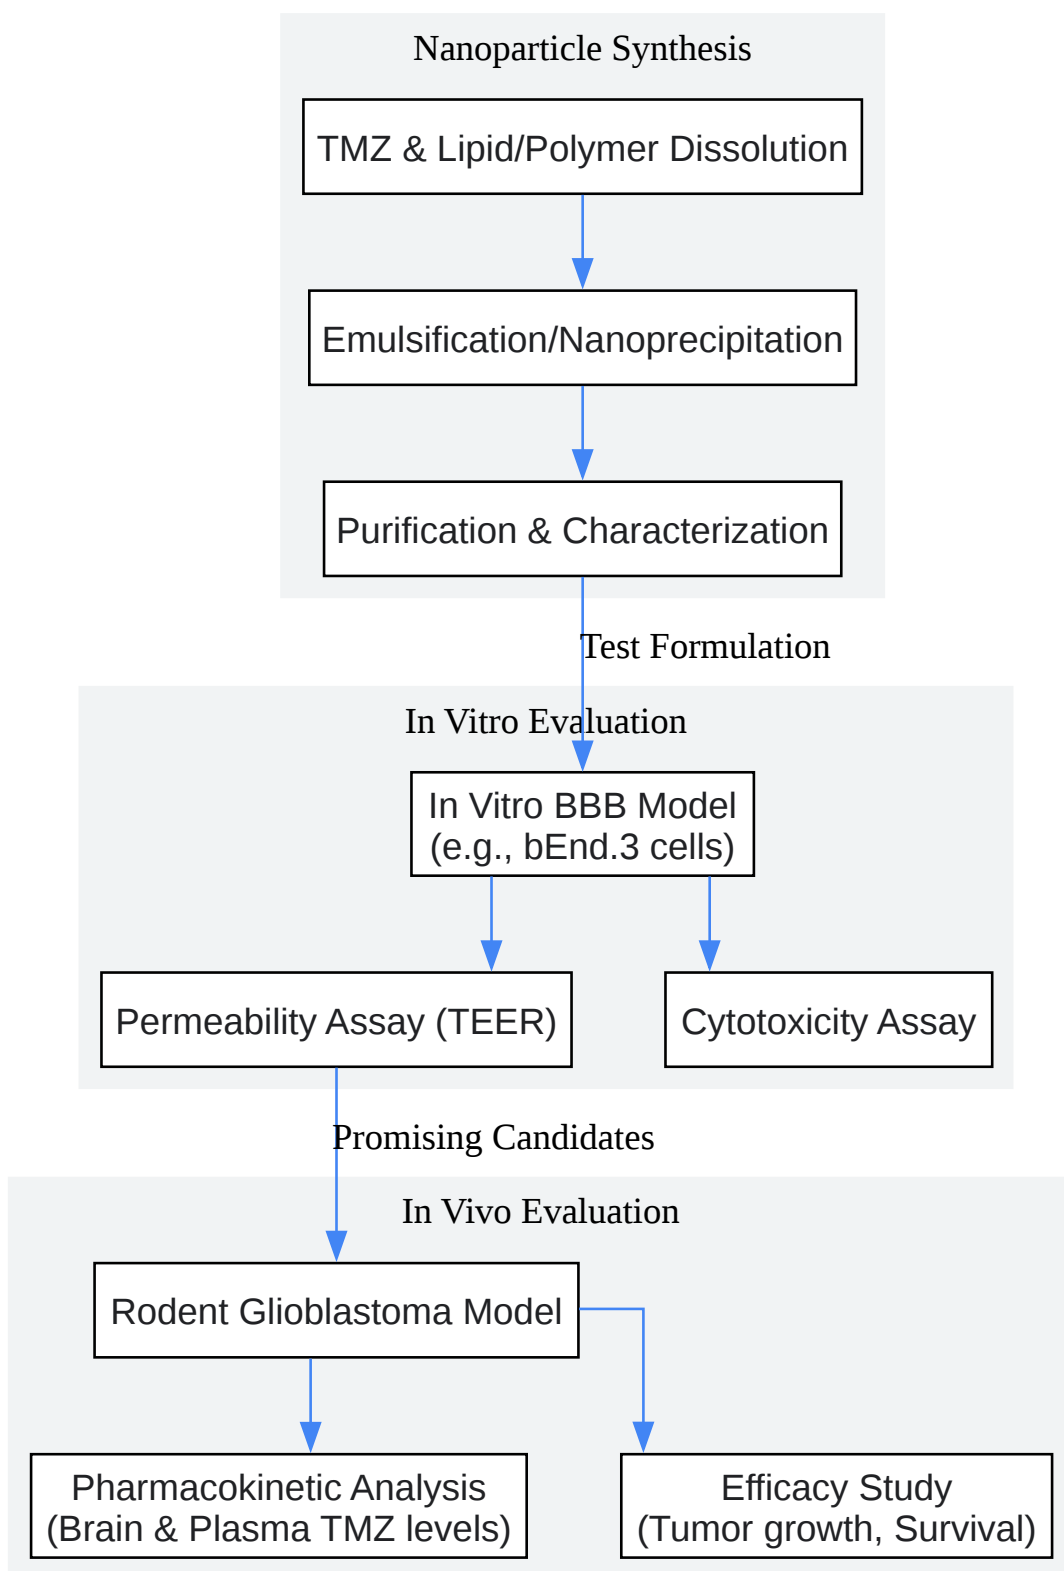 Nanoparticle Synthesis
TMZ & Lipid/Polymer Dissolution
Emulsification/Nanoprecipitation
Purification & Characterization
Test Formulation
In Vitro Evaluation
In Vitro BBB Model
(e.g., bEnd.3 cells)
Permeability Assay (TEER)
Cytotoxicity Assay
Promising Candidates
In Vivo Evaluation
Rodent Glioblastoma Model
Pharmacokinetic Analysis
(Brain & Plasma TMZ levels)
Efficacy Study
(Tumor growth, Survival)